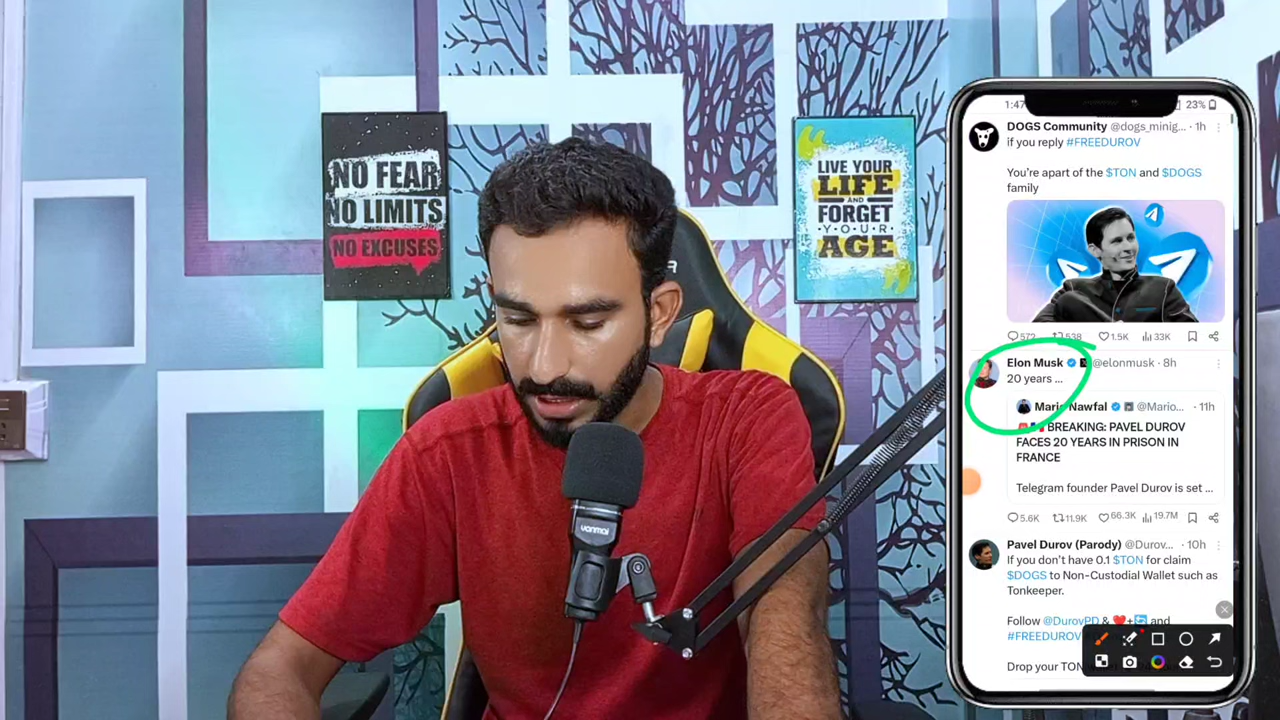 NO FEAR
NO LIMITS
NO EXCUSES
LIVE YOUR
LIFE
AND
FORGET
·Y·O·U·R·
AGE
vanmai
1:47
23%
DOGS Community @dogs_minig... · 1h
if you reply #FREEDUROV
You're apart of the $TON and $DOGS
family
572
538
1.5K
33K
Elon Musk @elonmusk · 8h
20 years ...
Mario Nawfal @Mario... · 11h
BREAKING: PAVEL DUROV
FACES 20 YEARS IN PRISON IN
FRANCE
Telegram founder Pavel Durov is set ...
5.6K
11.9K
66.3K
19.7M
Pavel Durov (Parody) @Durov... · 10h
If you don't have 0.1 $TON for claim
$DOGS to Non-Custodial Wallet such as
Tonkeeper.
Follow @DurovPD & ❤️+🔄 and
#FREEDUROV
Drop your TON